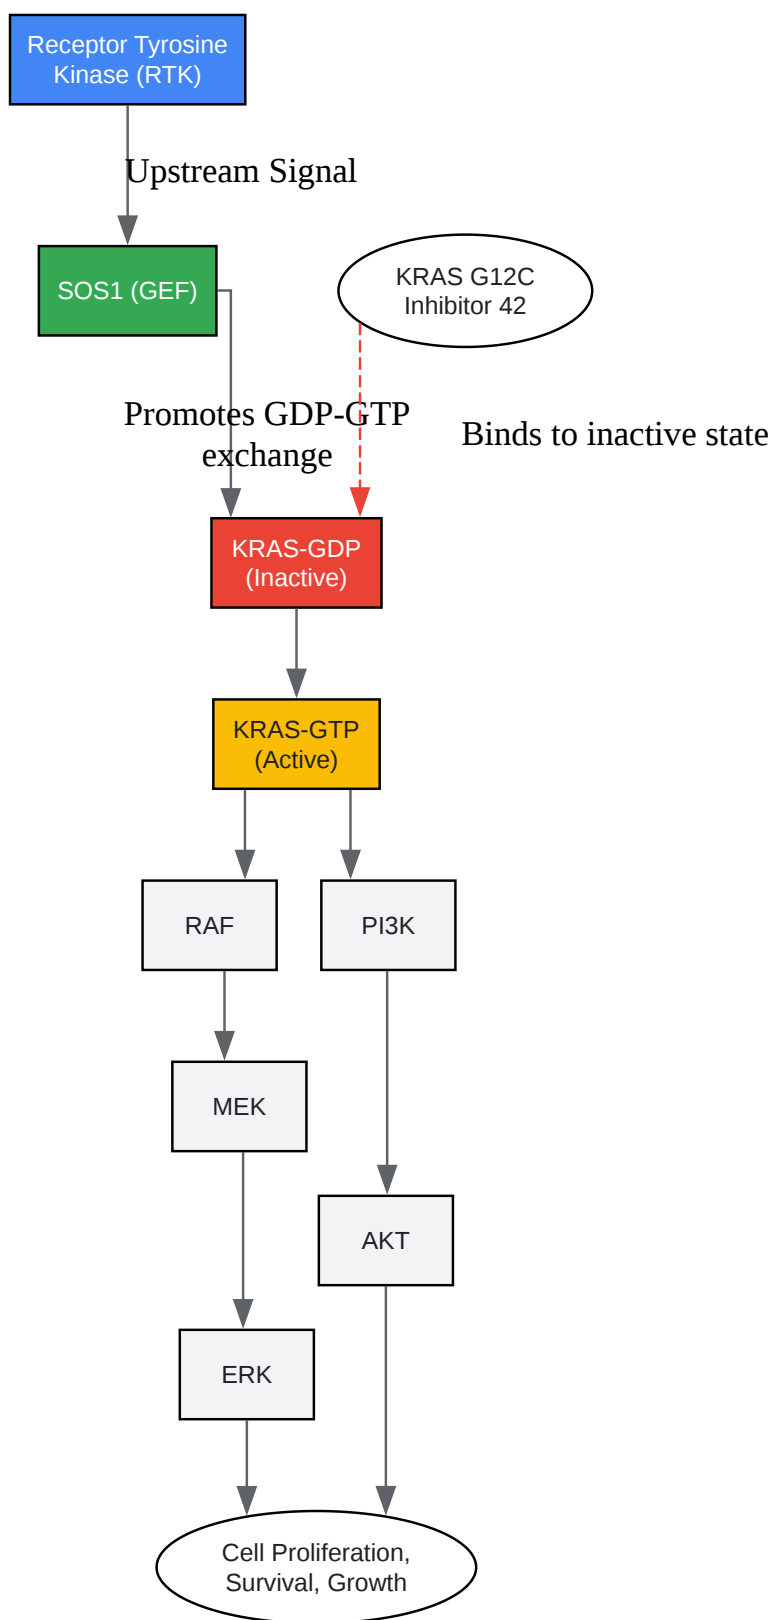 Receptor Tyrosine
Kinase (RTK)
Upstream Signal
SOS1 (GEF)
KRAS G12C
Inhibitor 42
Promotes GDP-GTP
exchange
Binds to inactive state
KRAS-GDP
(Inactive)
KRAS-GTP
(Active)
RAF
PI3K
MEK
AKT
ERK
Cell Proliferation,
Survival, Growth